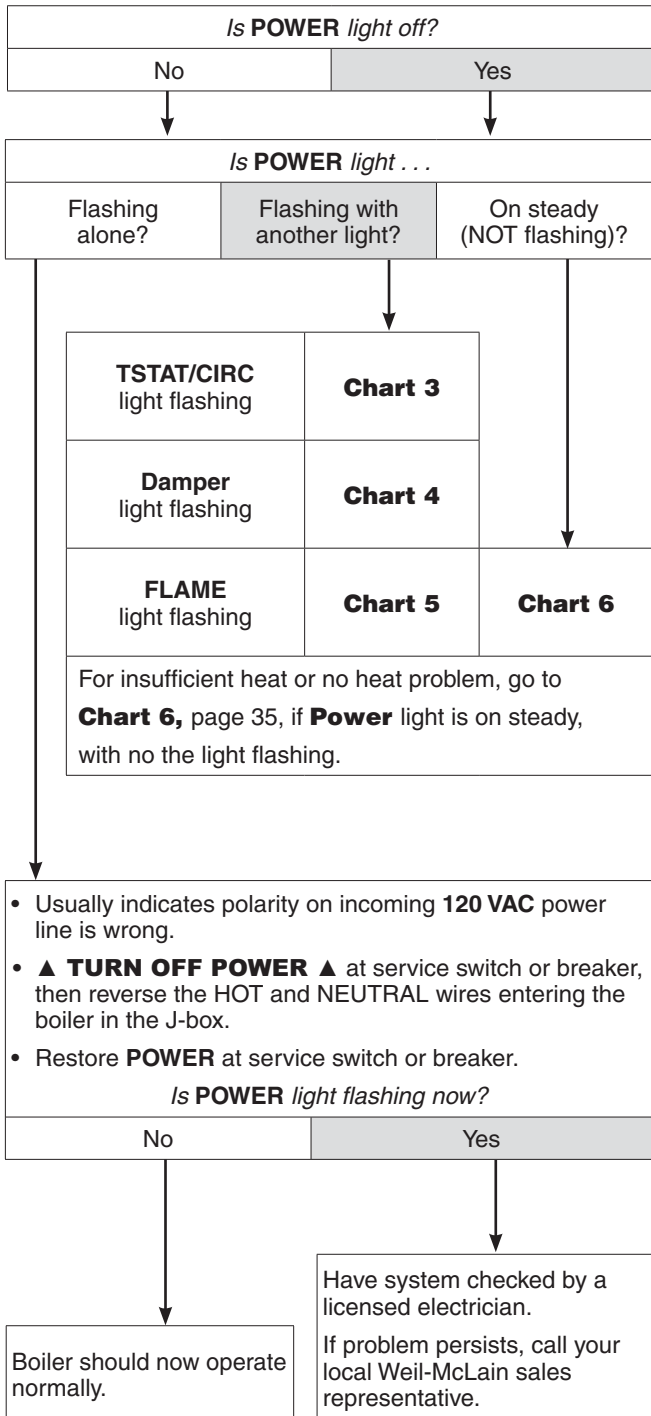 Is POWER light off?
No
Yes
Is POWER light . . .
Flashing
alone?
Flashing with
another light?
On steady
(NOT flashing)?
TSTAT/CIRC
light flashing
Chart 3
Damper
light flashing
Chart 4
FLAME
light flashing
Chart 5
Chart 6
For insufficient heat or no heat problem, go to
Chart 6, page 35, if Power light is on steady,
with no the light flashing.
• Usually indicates polarity on incoming 120 VAC power
line is wrong.
• ▲ TURN OFF POWER ▲ at service switch or breaker,
then reverse the HOT and NEUTRAL wires entering the
boiler in the J-box.
• Restore POWER at service switch or breaker.
Is POWER light flashing now?
No
Yes
Boiler should now operate
normally.
Have system checked by a
licensed electrician.
If problem persists, call your
local Weil-McLain sales
representative.